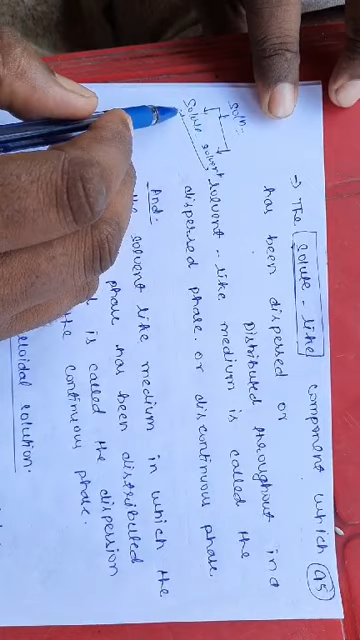 95
→ The solute-like component which
has been dispersed or
Distributed throughout in a
Soln:-
Solute solvent
solvent-like medium is called the
dispersed phase. or discontinuous phase.
And:-
the solvent like medium in which the
phase has been distributed
is called the dispersion
the continuous phase.
colloidal solution.